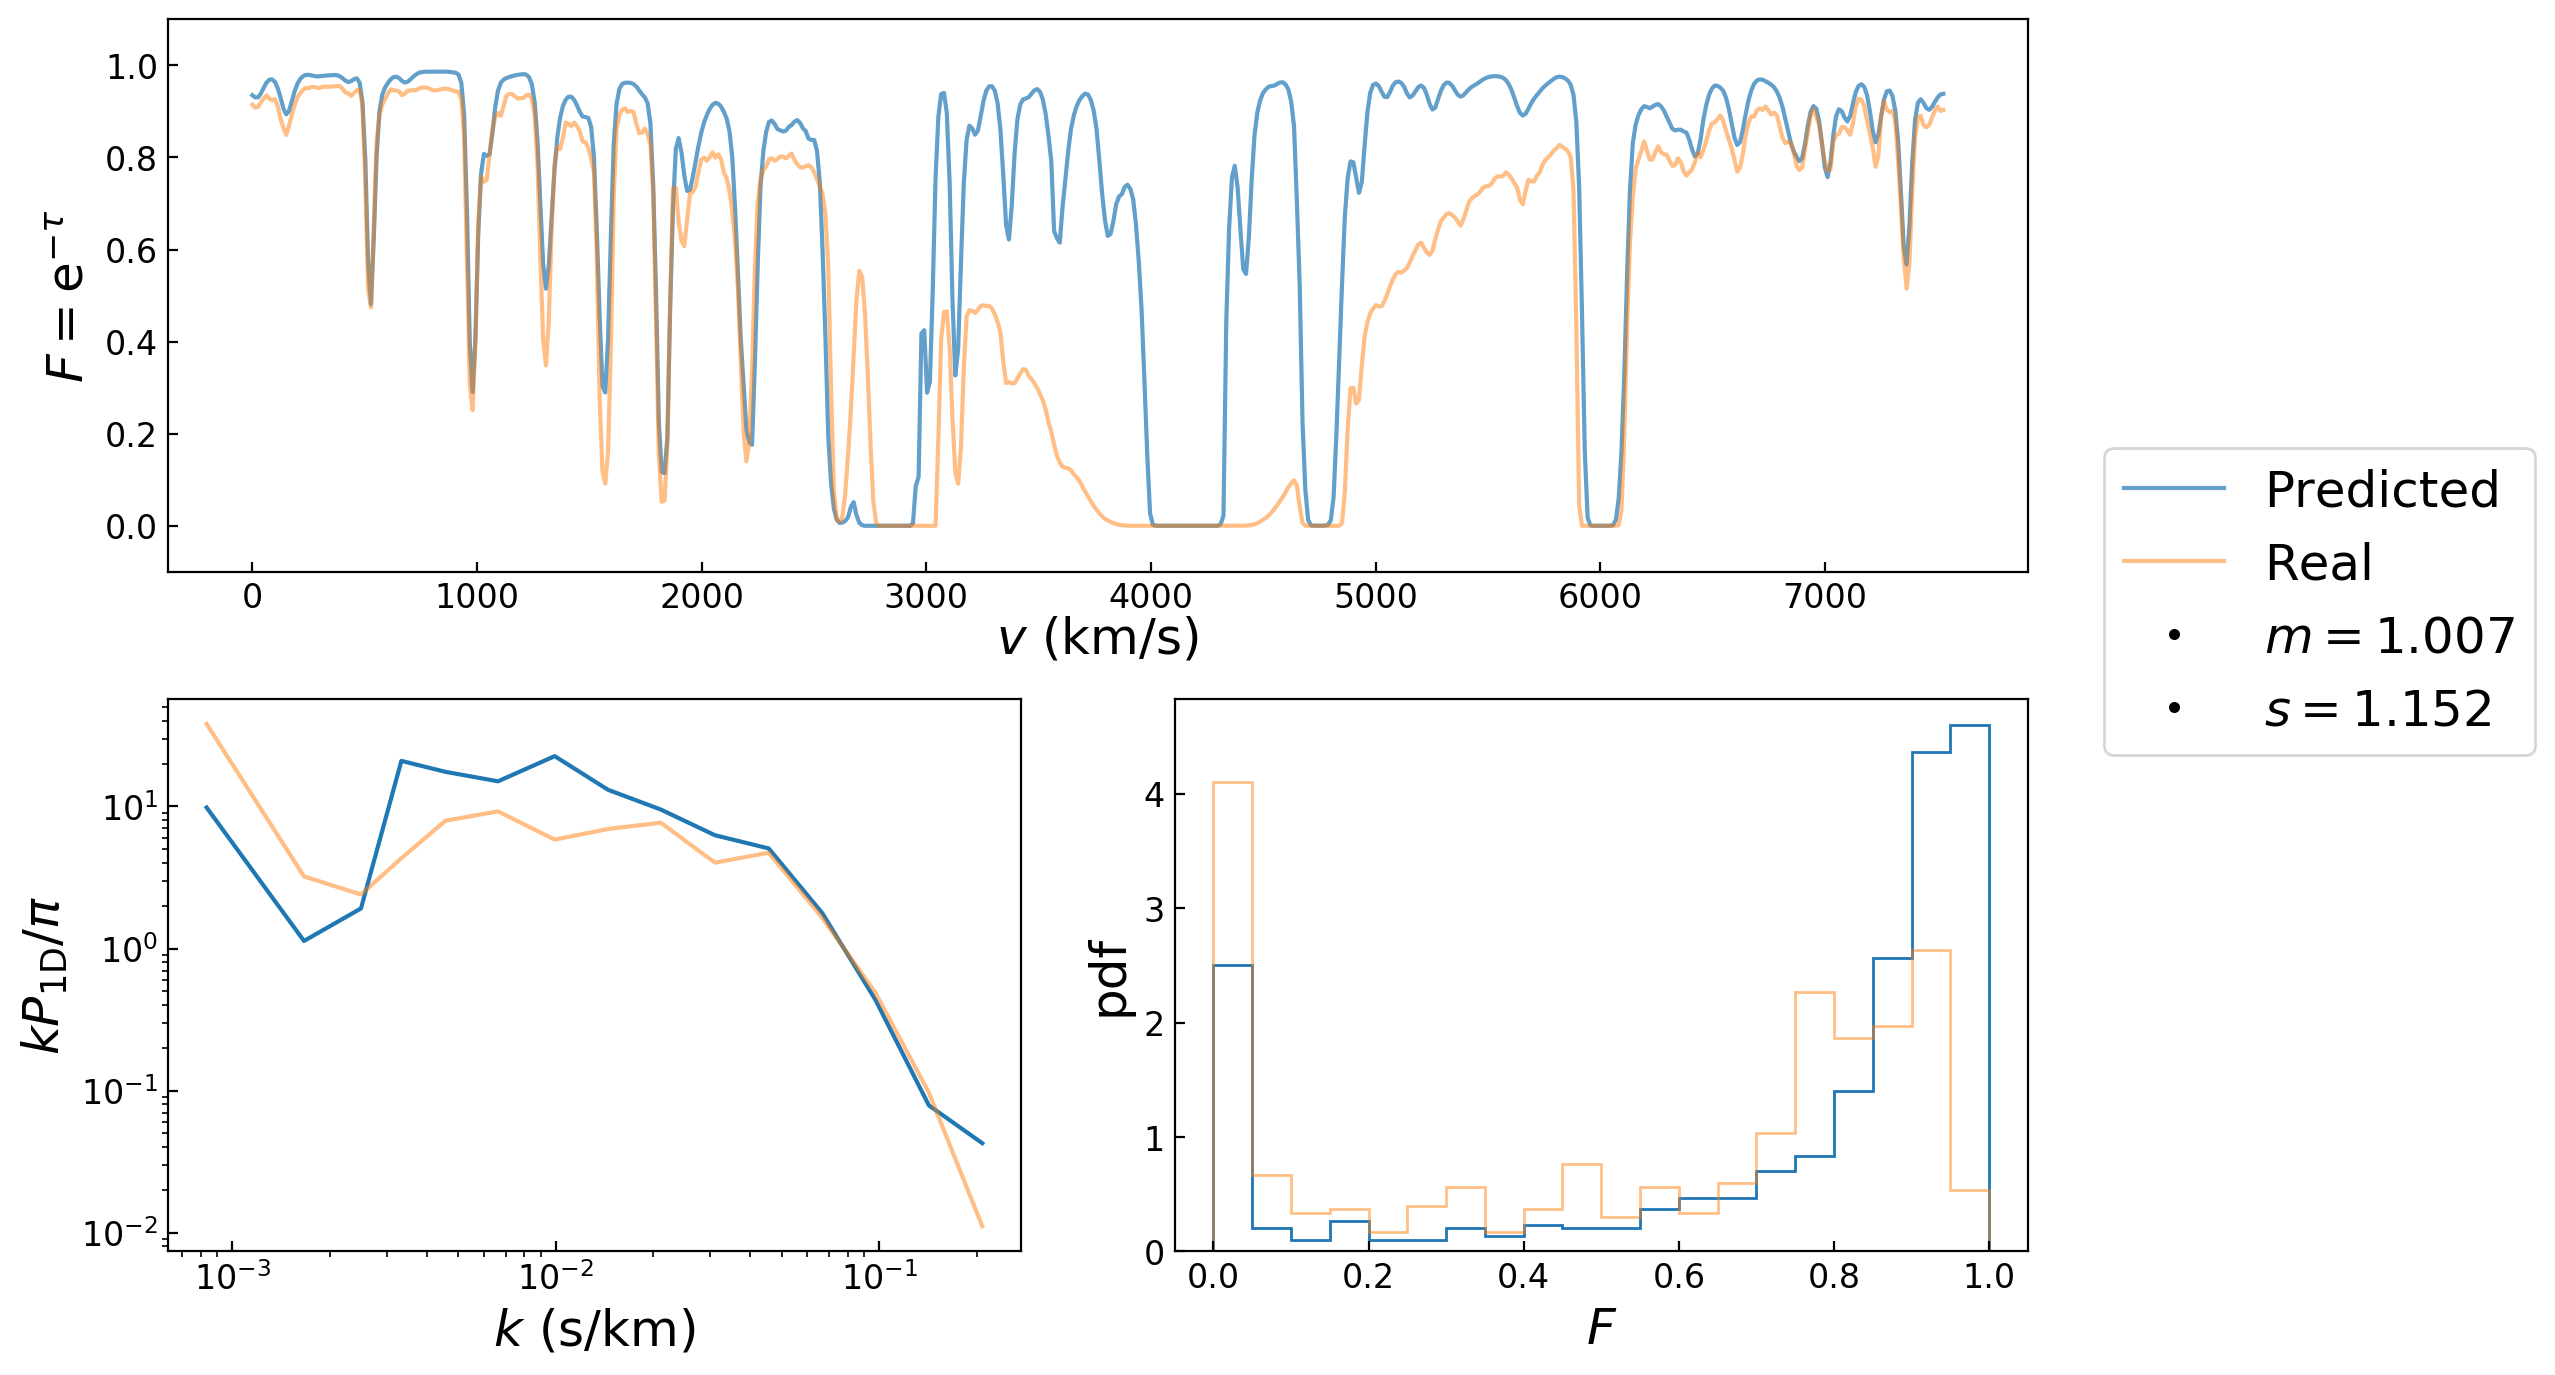 F = e^{−τ}
1.0
0.8
0.6
0.4
0.2
0.0
0 1000 2000 3000 4000 5000 6000 7000
v (km/s)
Predicted
Real
m = 1.007
s = 1.152
kP_{1D}/π
10^1
10^0
10^{−1}
10^{−2}
10^{−3} 10^{−2} 10^{−1}
k (s/km)
pdf
4
3
2
1
0
0.0 0.2 0.4 0.6 0.8 1.0
F